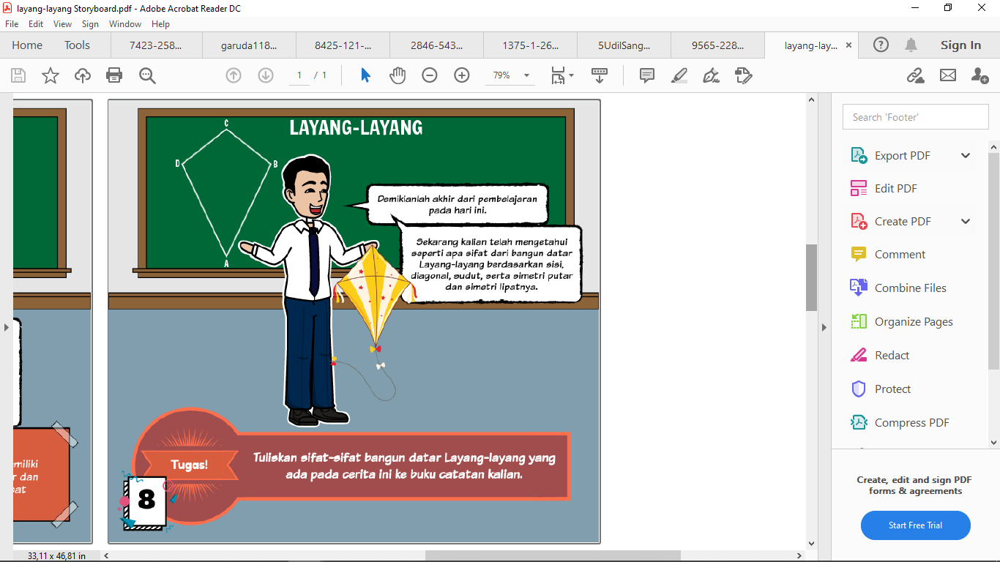 layang-layang Storyboard.pdf - Adobe Acrobat Reader DC
File Edit View Sign Window Help
Home Tools 7423-258... garuda118... 8425-121-... 2846-543... 1375-1-26... 5UdilSang... 9565-228... layang-lay... Sign In
1 / 1 79%
LAYANG-LAYANG
C
D
B
A
Demikianlah akhir dari pembelajaran
pada hari ini.
Sekarang kalian telah mengetahui
seperti apa sifat dari bangun datar
Layang-layang berdasarkan sisi,
diagonal, sudut, serta simetri putar
dan simetri lipatnya.
Tugas!
Tuliskan sifat-sifat bangun datar Layang-layang yang
ada pada cerita ini ke buku catatan kalian.
8
Search 'Footer'
Export PDF
Edit PDF
Create PDF
Comment
Combine Files
Organize Pages
Redact
Protect
Compress PDF
Create, edit and sign PDF
forms & agreements
Start Free Trial
33,11 x 46,81 in